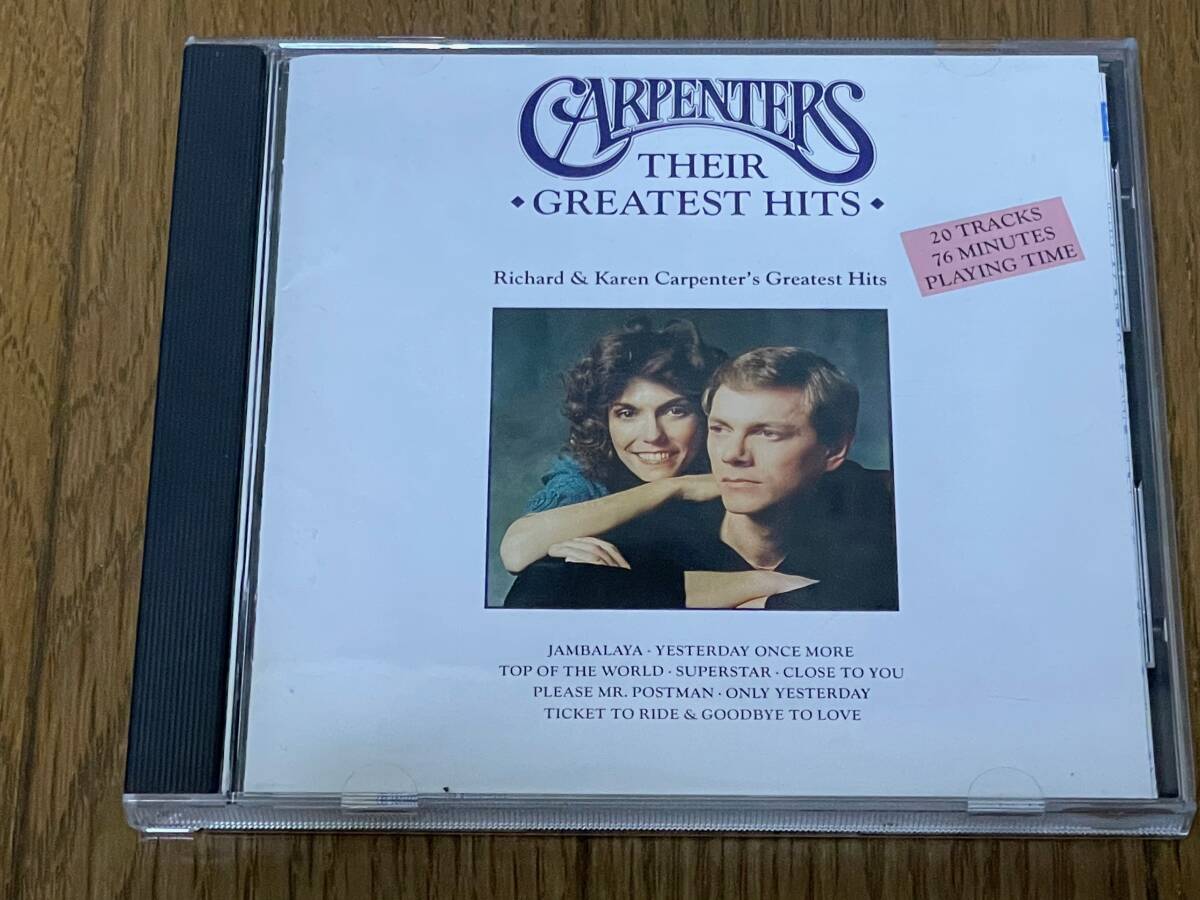 CARPENTERS
THEIR
• GREATEST HITS •
20 TRACKS
76 MINUTES
PLAYING TIME
Richard & Karen Carpenter's Greatest Hits
JAMBALAYA · YESTERDAY ONCE MORE
TOP OF THE WORLD · SUPERSTAR · CLOSE TO YOU
PLEASE MR. POSTMAN · ONLY YESTERDAY
TICKET TO RIDE & GOODBYE TO LOVE